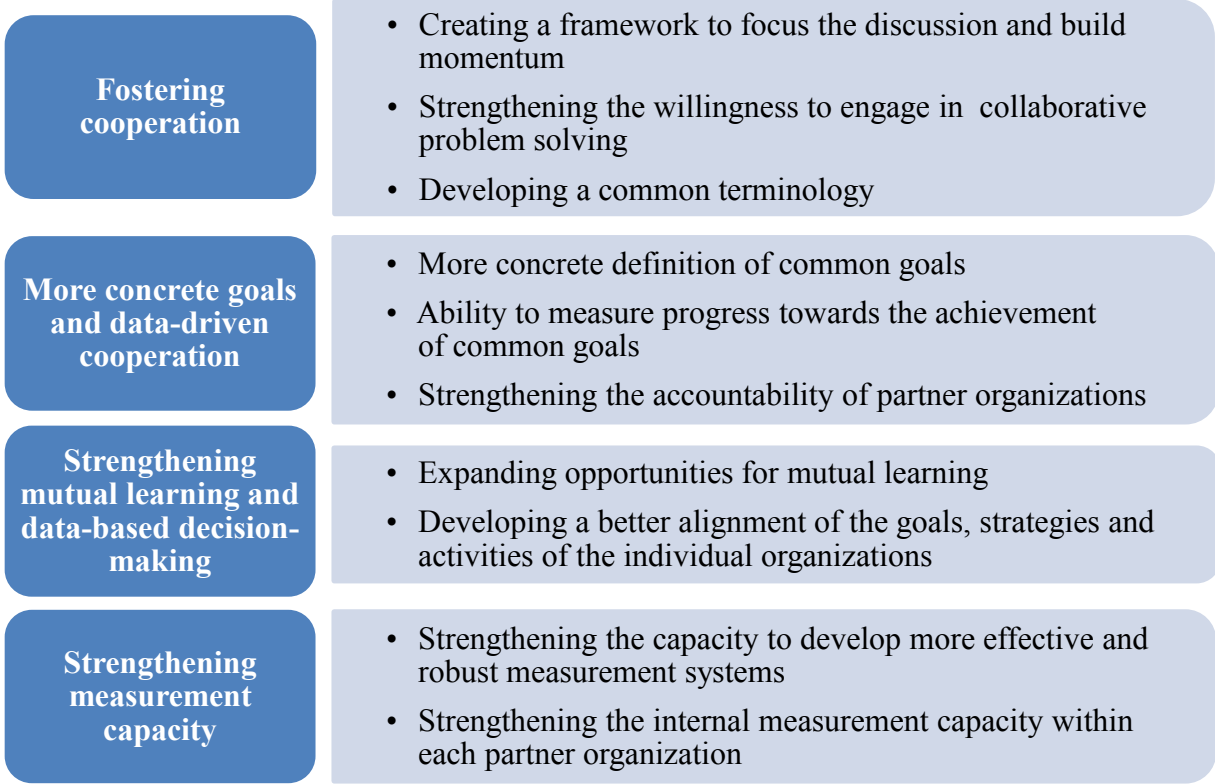 Fostering
cooperation
• Creating a framework to focus the discussion and build
momentum
• Strengthening the willingness to engage in collaborative
problem solving
• Developing a common terminology
More concrete goals
and data-driven
cooperation
• More concrete definition of common goals
• Ability to measure progress towards the achievement
of common goals
• Strengthening the accountability of partner organizations
Strengthening
mutual learning and
data-based decision-
making
• Expanding opportunities for mutual learning
• Developing a better alignment of the goals, strategies and
activities of the individual organizations
Strengthening
measurement
capacity
• Strengthening the capacity to develop more effective and
robust measurement systems
• Strengthening the internal measurement capacity within
each partner organization